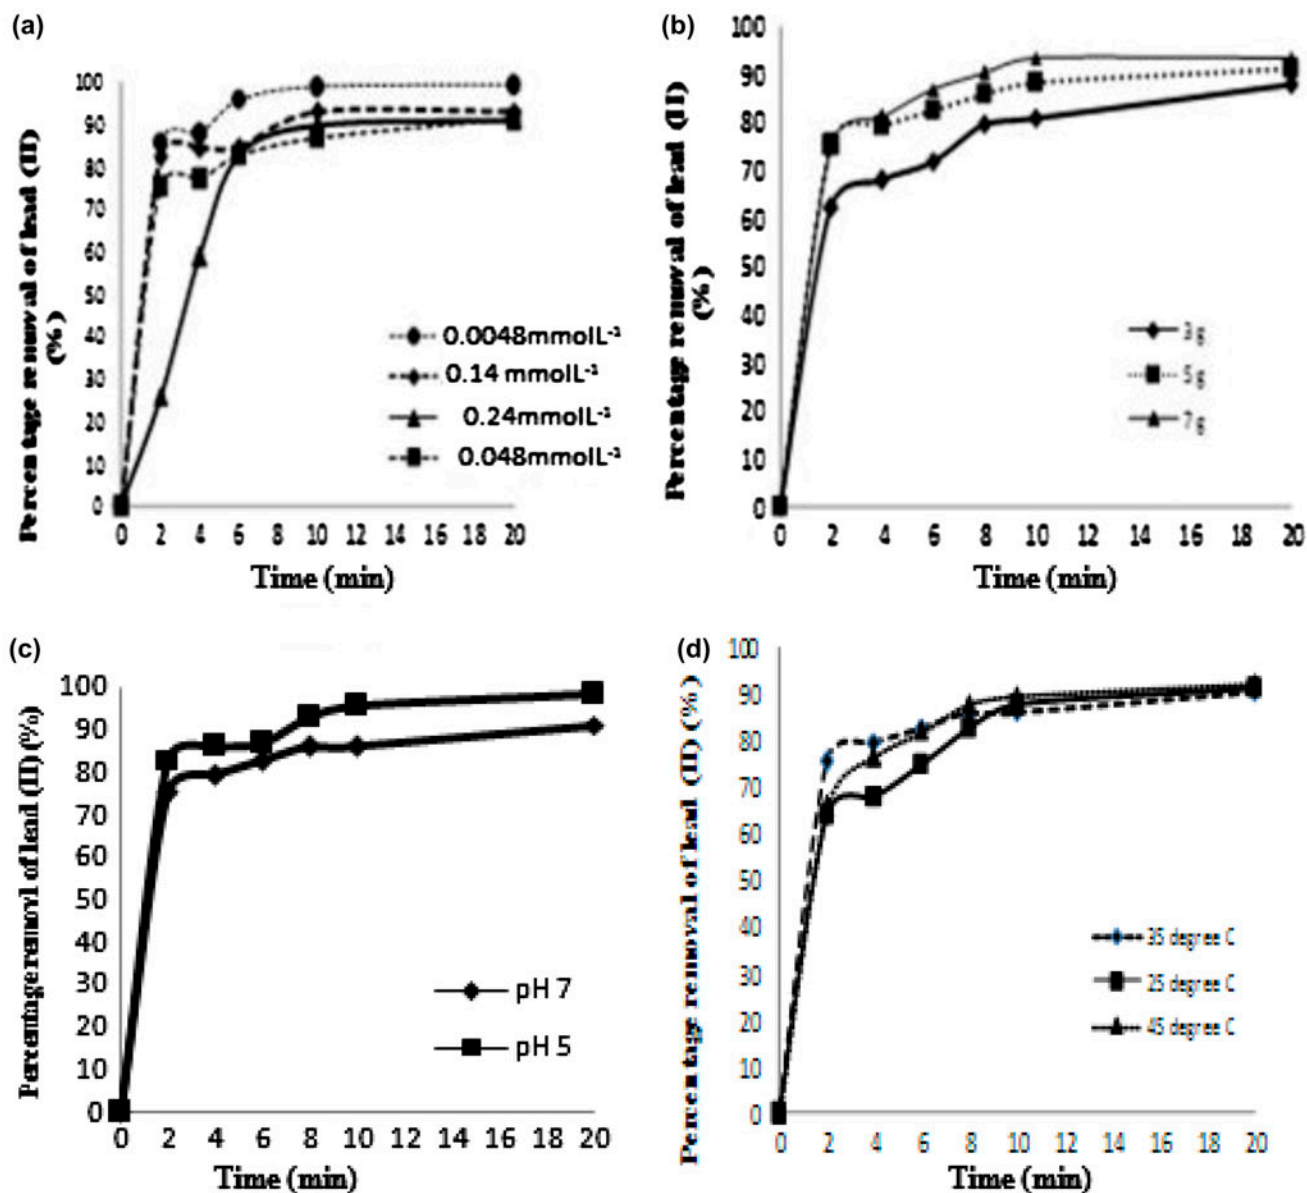 (a)
Percentage removal of lead (II)
(%)
100
90
80
70
60
50
40
30
20
10
0
0 2 4 6 8 10 12 14 16 18 20
Time (min)
0.0048mmolL⁻¹
0.14 mmolL⁻¹
0.24mmolL⁻¹
0.048mmolL⁻¹
(b)
Percentage removal of lead (II)
(%)
100
90
80
70
60
50
40
30
20
10
0
0 2 4 6 8 10 12 14 16 18 20
Time (min)
5g
7g
(c)
Percentage removyl of lead (II) (%)
100
90
80
70
60
50
40
30
20
10
0
0 2 4 6 8 10 12 14 16 18 20
Time (min)
pH 7
pH 5
(d)
Percentage removal of lead (II) (%)
100
90
80
70
60
50
40
30
20
10
0
0 2 4 6 8 10 12 14 16 18 20
Time (min)
35 degree C
25 degree C
45 degree C